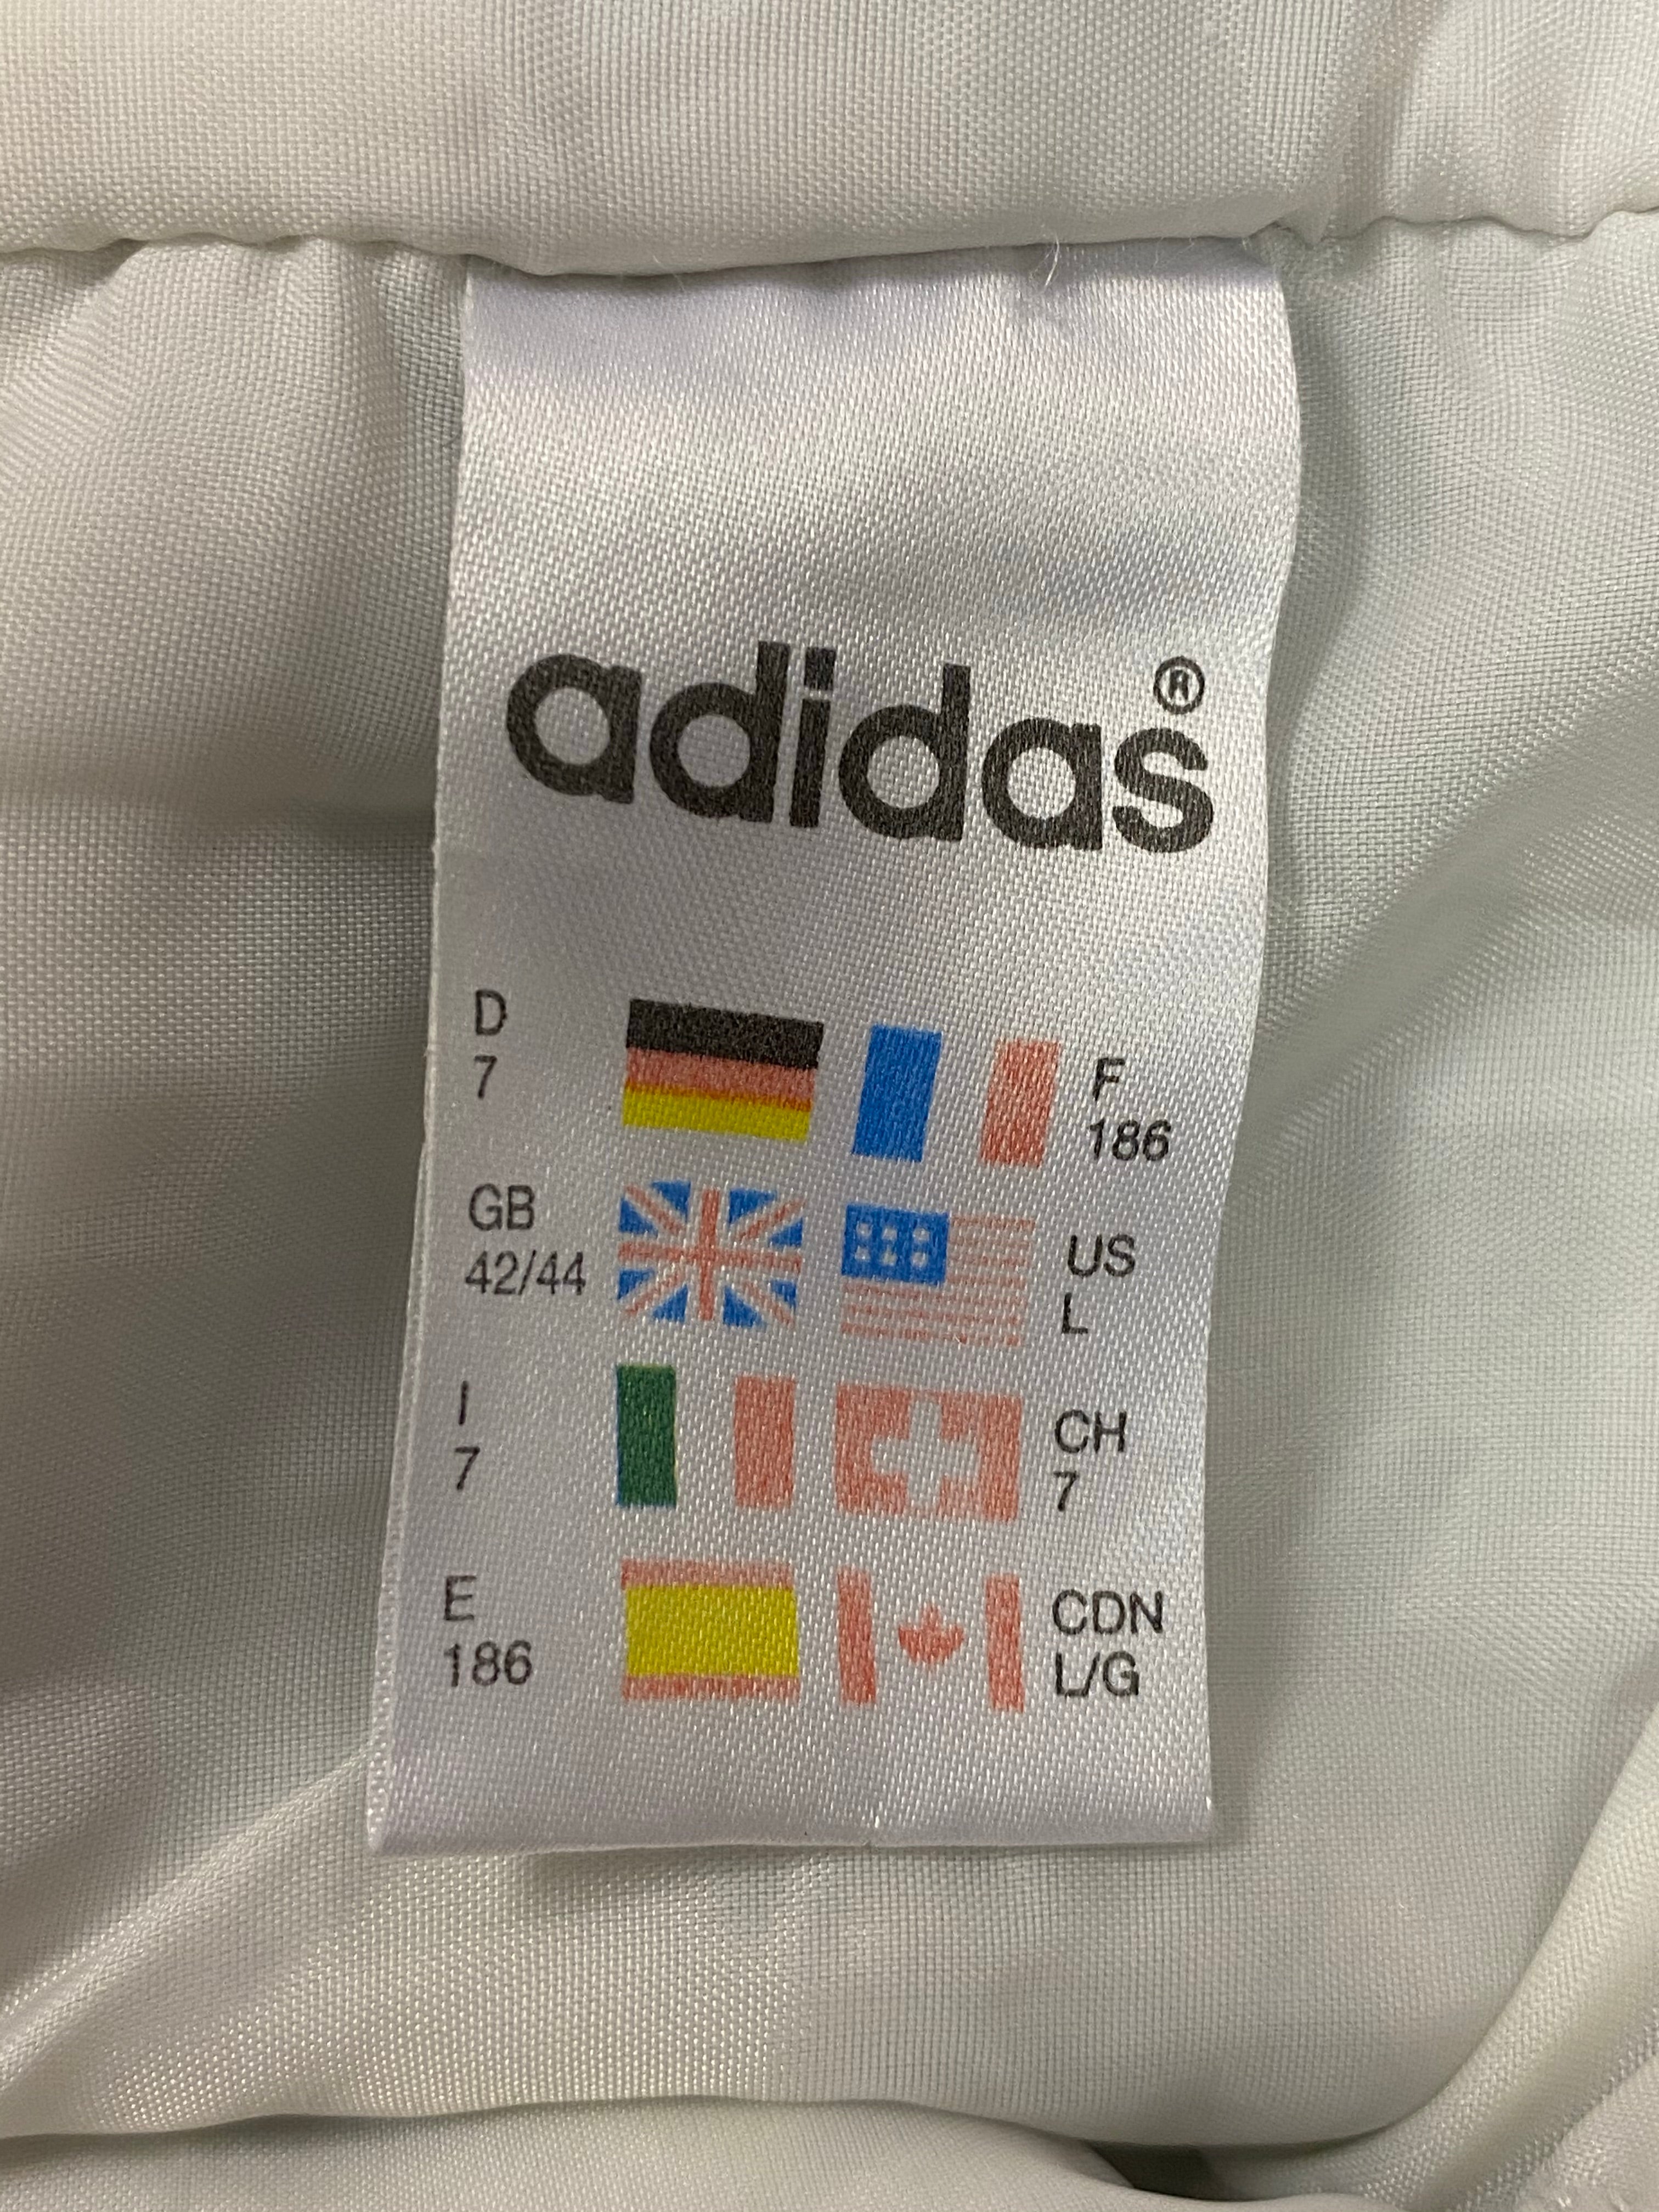 adidas®
D
7
F
186
GB
42/44
US
L
I
7
CH
7
E
186
CDN
L/G